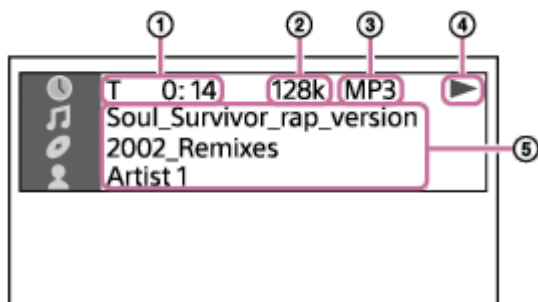 ① ② ③ ④
T 0:14 128k MP3
Soul_Survivor_rap_version
2002_Remixes
Artist 1
⑤